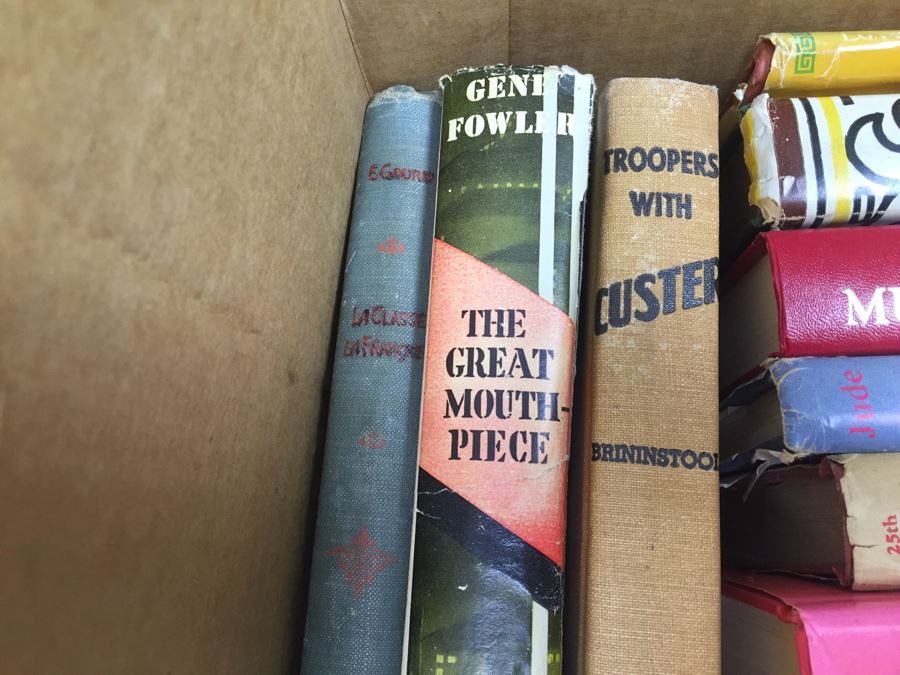 E GOURIO
LA CLASSE
EN FRANÇAIS
GENE
FOWLER
THE
GREAT
MOUTH-
PIECE
TROOPERS
WITH
CUSTER
BRININSTOOL
MU
Jude
25th